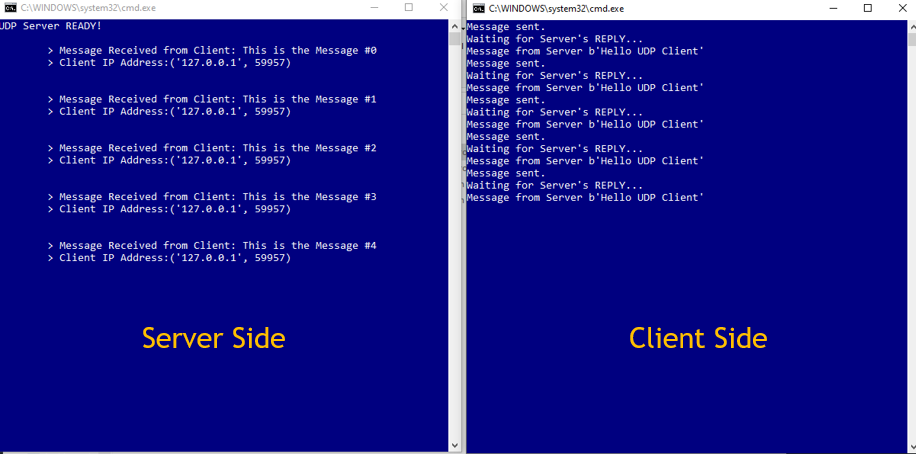 C:\WINDOWS\system32\cmd.exe
UDP Server READY!
> Message Received from Client: This is the Message #0
> Client IP Address:('127.0.0.1', 59957)
> Message Received from Client: This is the Message #1
> Client IP Address:('127.0.0.1', 59957)
> Message Received from Client: This is the Message #2
> Client IP Address:('127.0.0.1', 59957)
> Message Received from Client: This is the Message #3
> Client IP Address:('127.0.0.1', 59957)
> Message Received from Client: This is the Message #4
> Client IP Address:('127.0.0.1', 59957)
Server Side
C:\WINDOWS\system32\cmd.exe
Message sent.
Waiting for Server's REPLY...
Message from Server b'Hello UDP Client'
Message sent.
Waiting for Server's REPLY...
Message from Server b'Hello UDP Client'
Message sent.
Waiting for Server's REPLY...
Message from Server b'Hello UDP Client'
Message sent.
Waiting for Server's REPLY...
Message from Server b'Hello UDP Client'
Message sent.
Waiting for Server's REPLY...
Message from Server b'Hello UDP Client'
Client Side